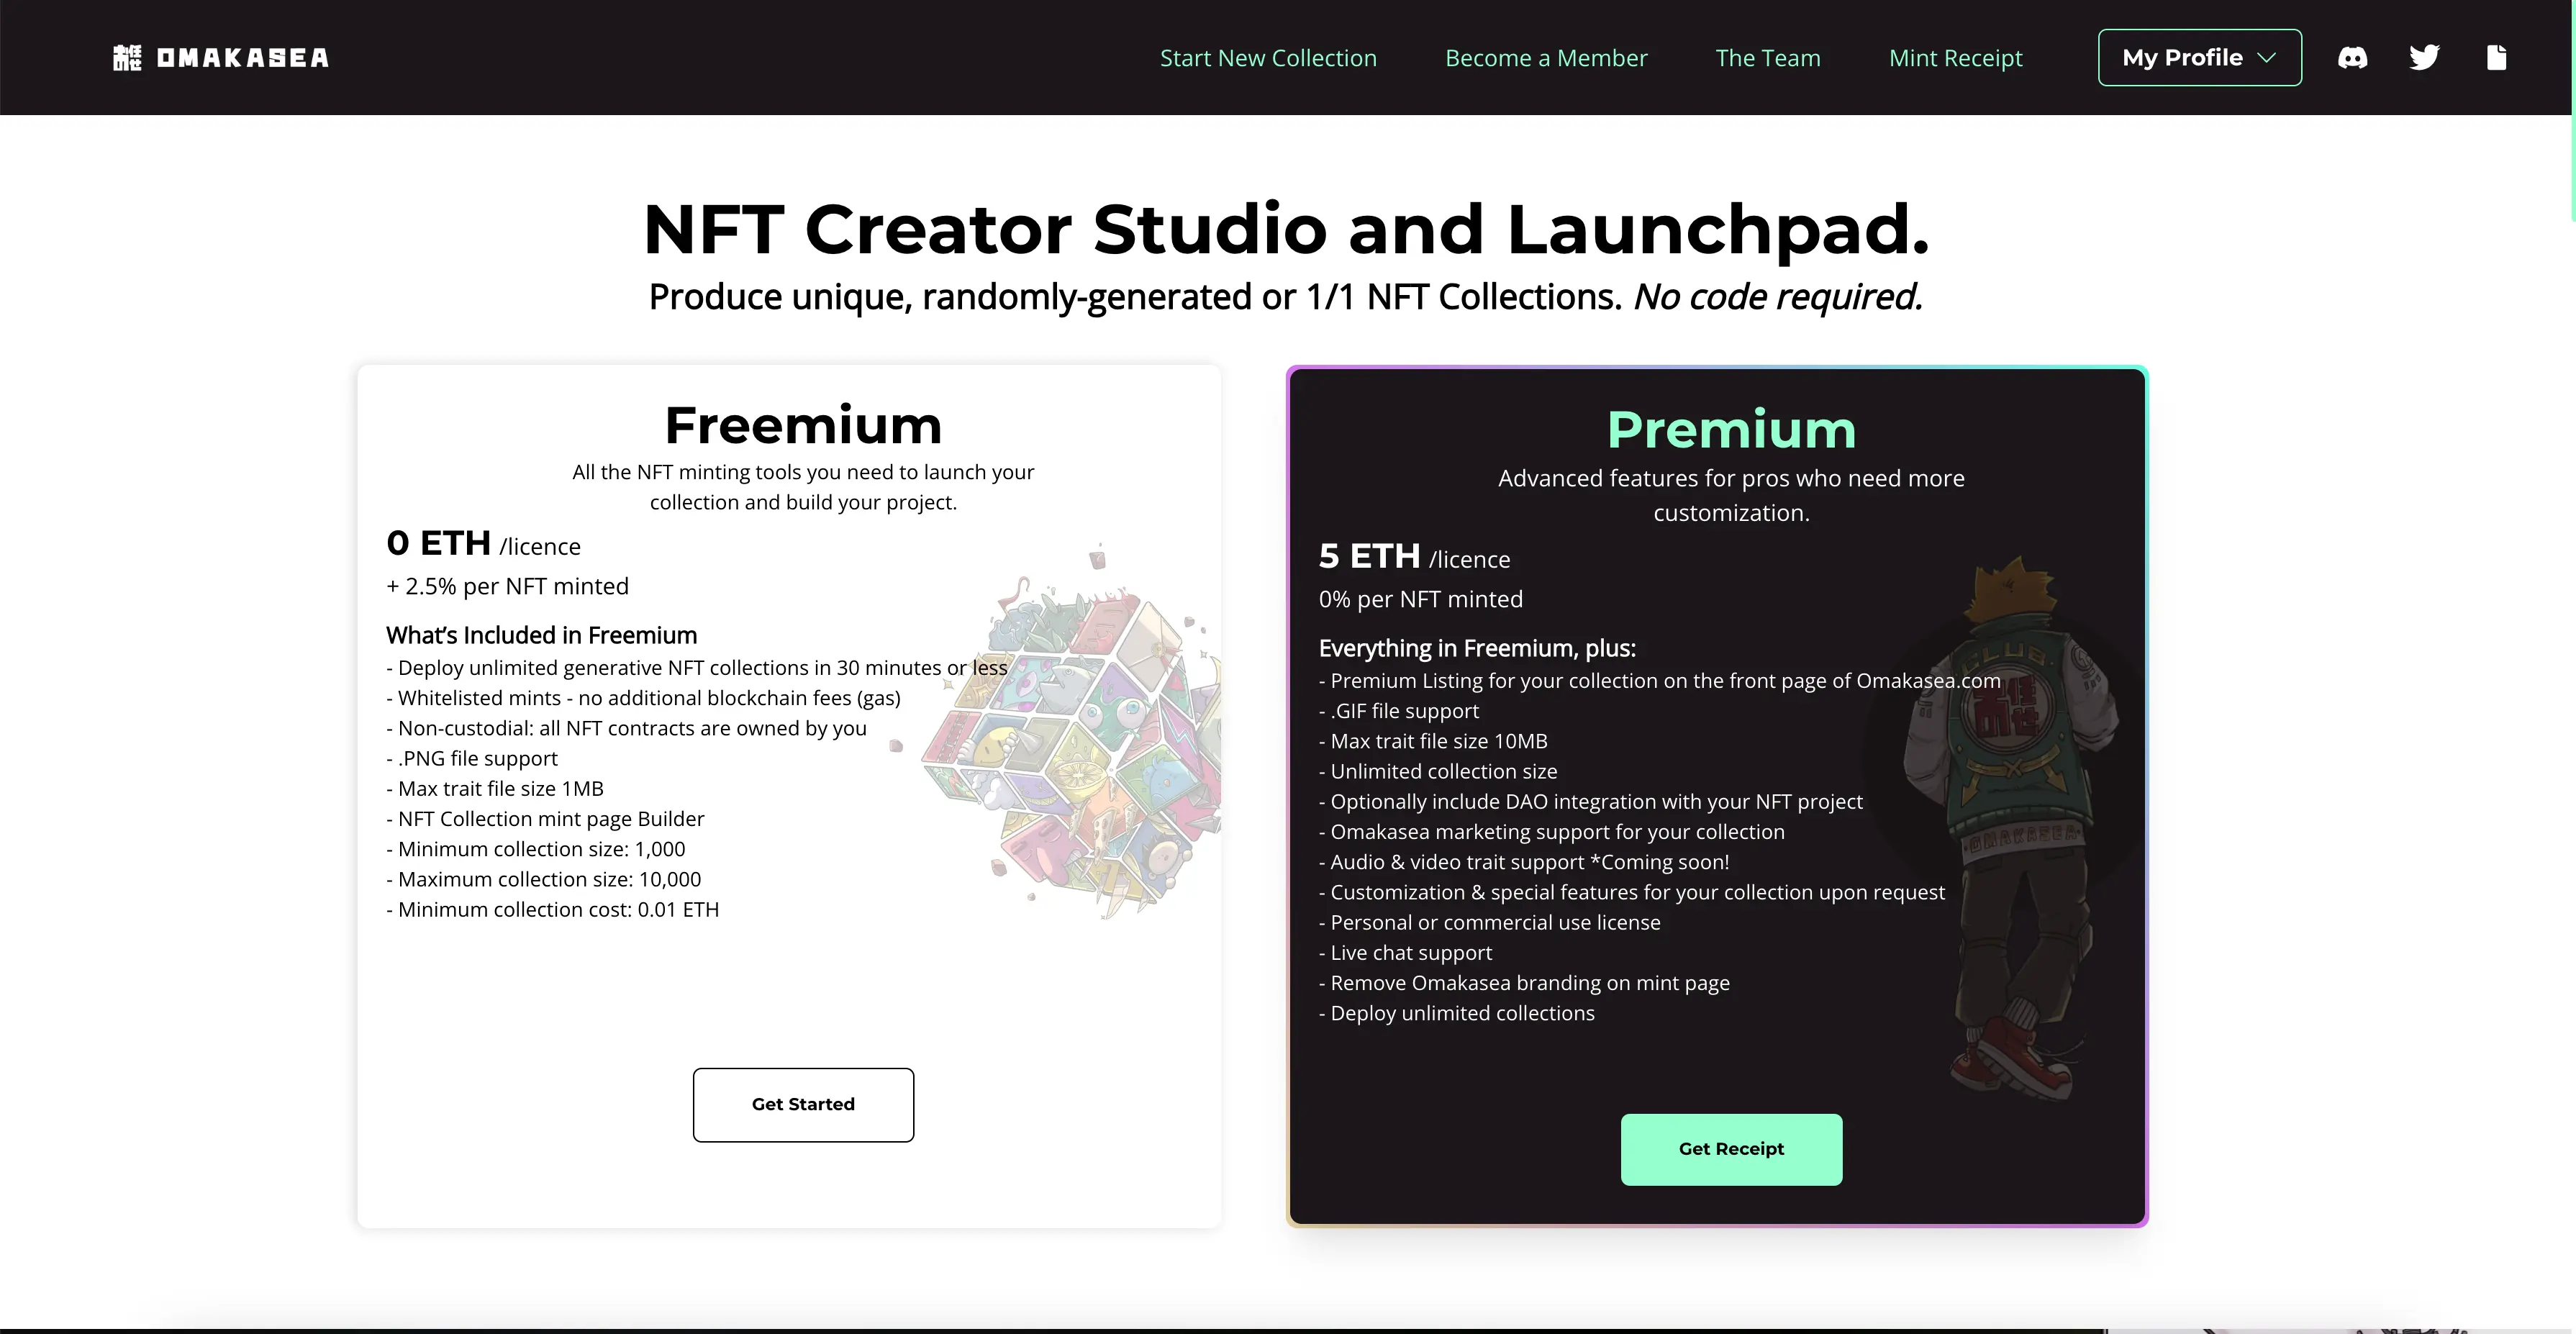 OMAKASEA
Start New Collection
Become a Member
The Team
Mint Receipt
My Profile
NFT Creator Studio and Launchpad.
Produce unique, randomly-generated or 1/1 NFT Collections. No code required.
Freemium
All the NFT minting tools you need to launch your
collection and build your project.
0 ETH /licence
+ 2.5% per NFT minted
What's Included in Freemium
- Deploy unlimited generative NFT collections in 30 minutes or less
- Whitelisted mints - no additional blockchain fees (gas)
- Non-custodial: all NFT contracts are owned by you
- .PNG file support
- Max trait file size 1MB
- NFT Collection mint page Builder
- Minimum collection size: 1,000
- Maximum collection size: 10,000
- Minimum collection cost: 0.01 ETH
Get Started
Premium
Advanced features for pros who need more
customization.
5 ETH /licence
0% per NFT minted
Everything in Freemium, plus:
- Premium Listing for your collection on the front page of Omakasea.com
- .GIF file support
- Max trait file size 10MB
- Unlimited collection size
- Optionally include DAO integration with your NFT project
- Omakasea marketing support for your collection
- Audio & video trait support *Coming soon!
- Customization & special features for your collection upon request
- Personal or commercial use license
- Live chat support
- Remove Omakasea branding on mint page
- Deploy unlimited collections
CLUB
OMAKASEA
Get Receipt